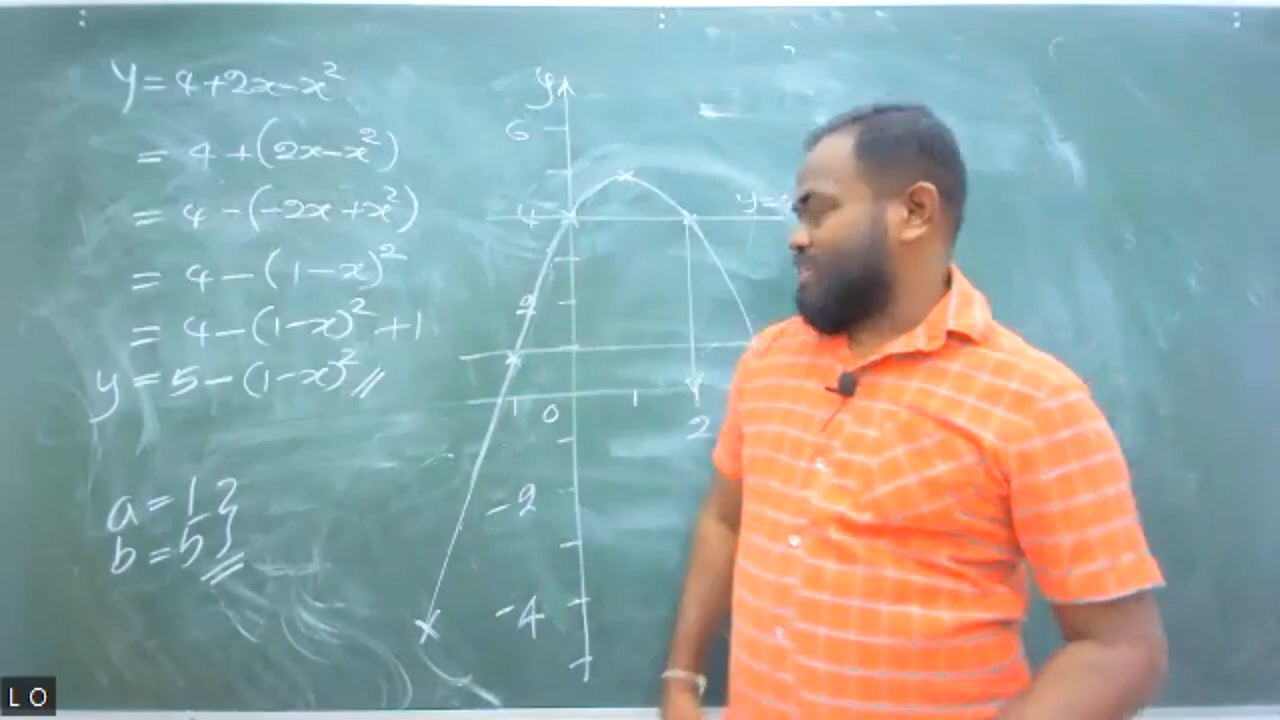 y = 4+2x-x²
= 4+(2x-x²)
= 4-(-2x+x²)
= 4-(1-x)²
= 4-(1-x)²+1
y = 5-(1-x)²
a = 1
b = 5
y
6
4
2
1 0 1 2
-2
-4
y=
L O